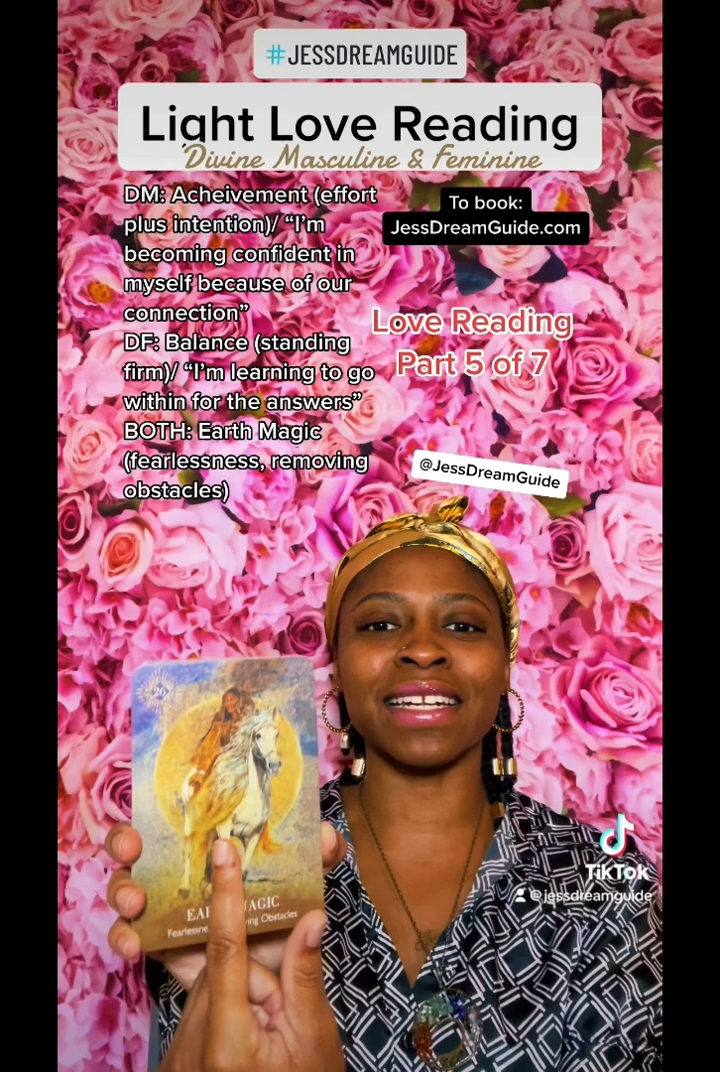 #JESSDREAMGUIDE
Light Love Reading
Divine Masculine & Feminine
DM: Acheivement (effort
plus intention)/ “I’m
becoming confident in
myself because of our
connection”
DF: Balance (standing
firm)/ “I’m learning to go
within for the answers”
BOTH: Earth Magic
(fearlessness, removing
obstacles)
To book:
JessDreamGuide.com
Love Reading
Part 5 of 7
@JessDreamGuide
26
MAGIC
Obstacles
TikTok
@jessdreamguide